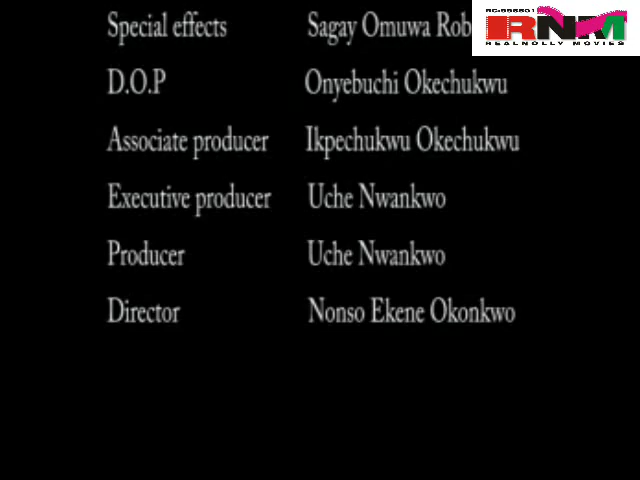 Special effects Sagay Omuwa Rob
D.O.P Onyebuchi Okechukwu
Associate producer Ikpechukwu Okechukwu
Executive producer Uche Nwankwo
Producer Uche Nwankwo
Director Nonso Ekene Okonkwo
RNM
REALNOLLY MOVIES